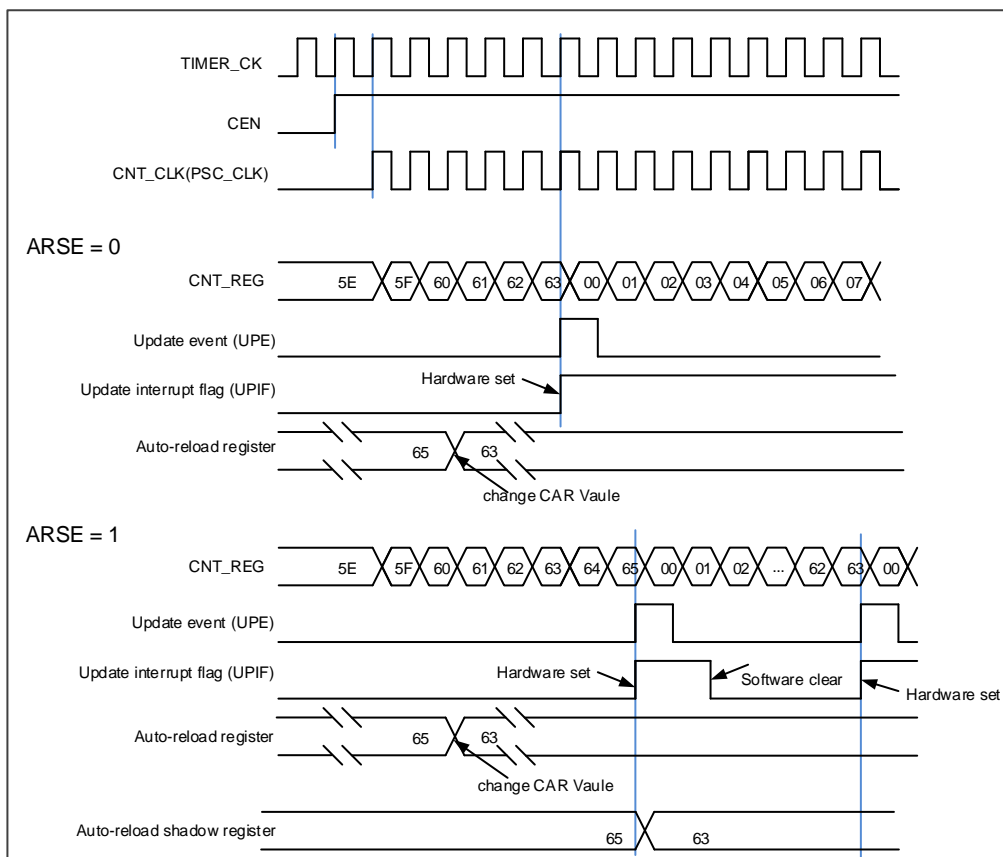 TIMER_CK
CEN
CNT_CLK(PSC_CLK)
ARSE = 0
CNT_REG 5E 5F 60 61 62 63 00 01 02 03 04 05 06 07
Update event (UPE)
Hardware set
Update interrupt flag (UPIF)
Auto-reload register 65 63
change CAR Vaule
ARSE = 1
CNT_REG 5E 5F 60 61 62 63 64 65 00 01 02 ... 62 63 00
Update event (UPE)
Update interrupt flag (UPIF) Hardware set Software clear Hardware set
Auto-reload register 65 63
change CAR Vaule
Auto-reload shadow register 65 63